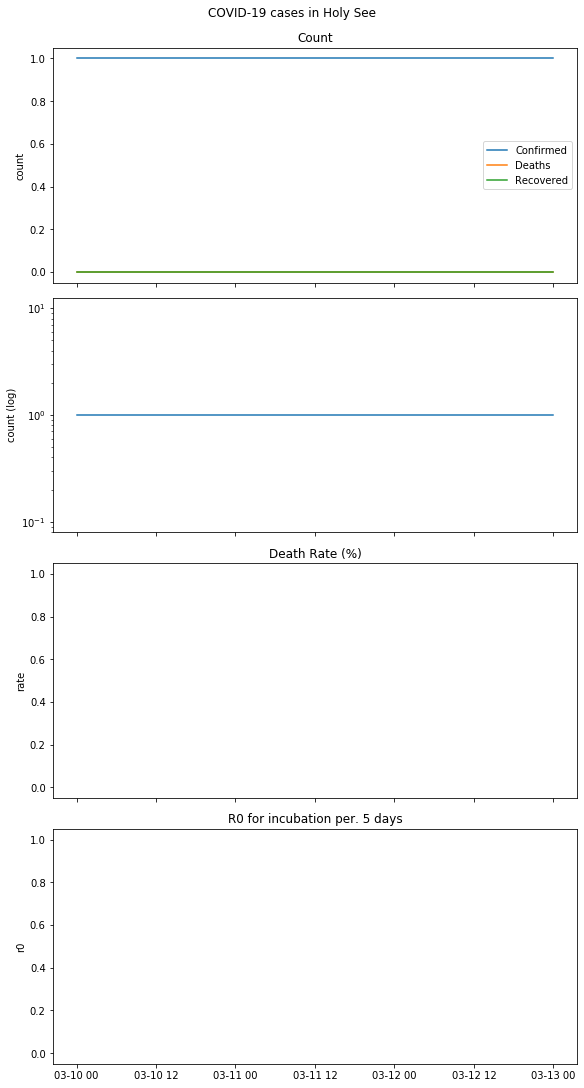 COVID-19 cases in Holy See
Count
1.0
0.8
0.6
0.4
0.2
0.0
count
Confirmed
Deaths
Recovered
10¹
10⁰
10⁻¹
count (log)
Death Rate (%)
1.0
0.8
0.6
0.4
0.2
0.0
rate
R0 for incubation per. 5 days
1.0
0.8
0.6
0.4
0.2
0.0
r0
03-10 00 03-10 12 03-11 00 03-11 12 03-12 00 03-12 12 03-13 00